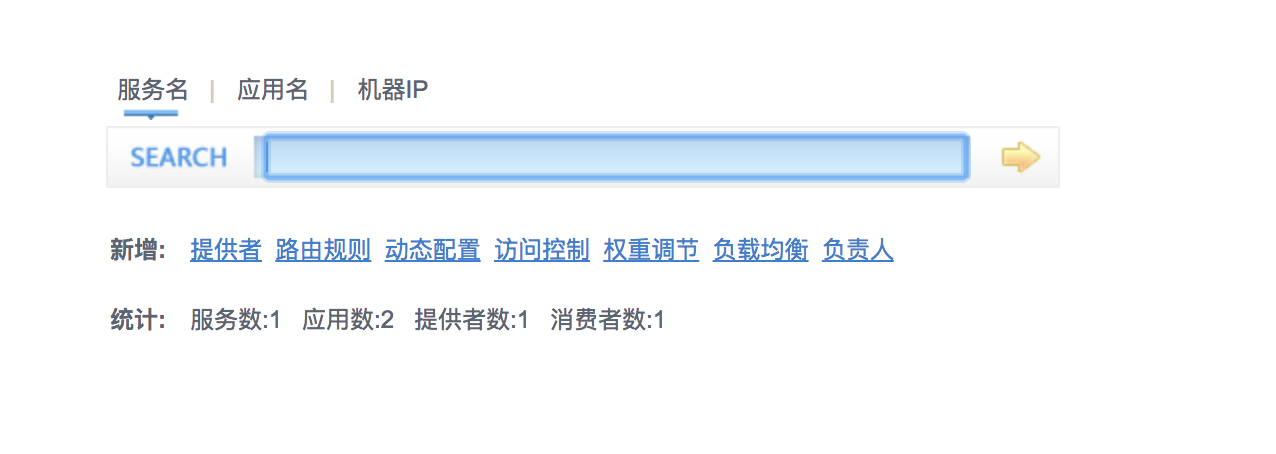 服务名 | 应用名 | 机器IP
SEARCH
新增: 提供者 路由规则 动态配置 访问控制 权重调节 负载均衡 负责人
统计: 服务数:1 应用数:2 提供者数:1 消费者数:1